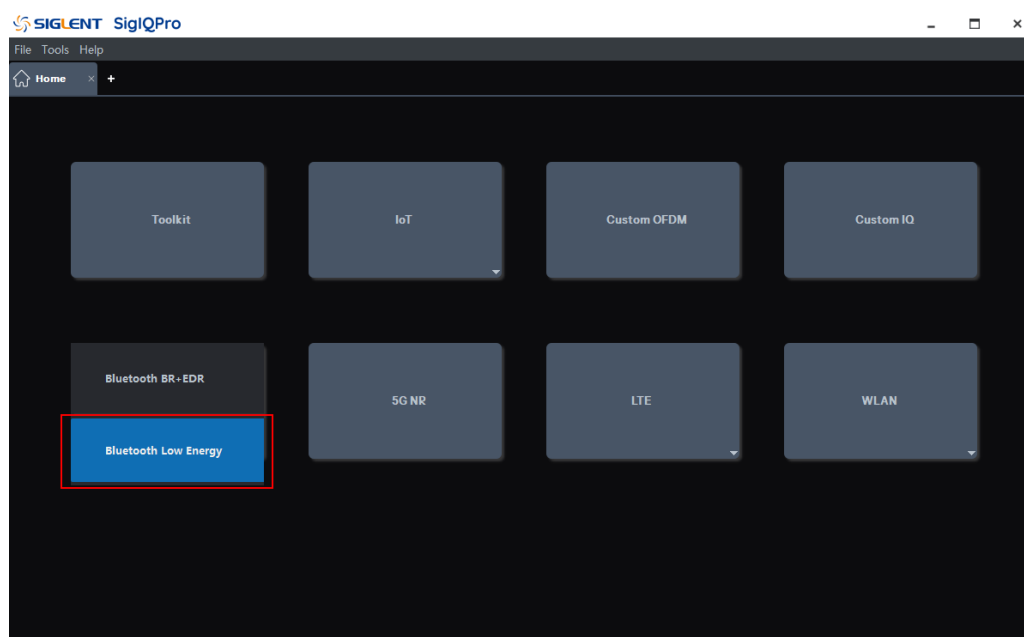 SIGLENT SigIQPro
File Tools Help
Home
Toolkit
IoT
Custom OFDM
Custom IQ
Bluetooth BR+EDR
Bluetooth Low Energy
5G NR
LTE
WLAN